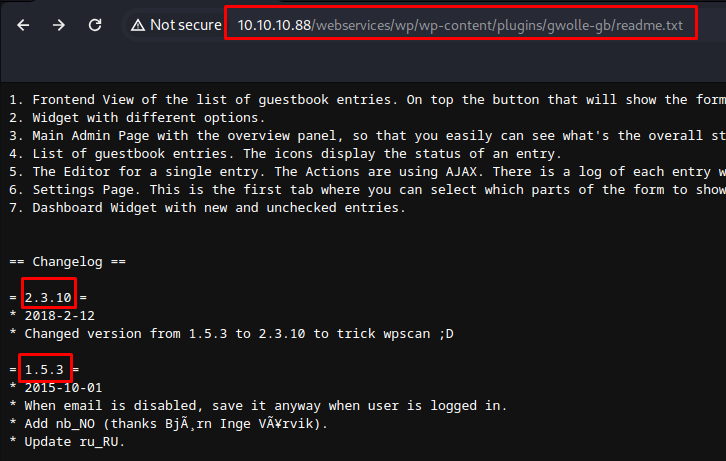 Not secure 10.10.10.88/webservices/wp/wp-content/plugins/gwolle-gb/readme.txt
1. Frontend View of the list of guestbook entries. On top the button that will show the form
2. Widget with different options.
3. Main Admin Page with the overview panel, so that you easily can see what's the overall st
4. List of guestbook entries. The icons display the status of an entry.
5. The Editor for a single entry. The Actions are using AJAX. There is a log of each entry w
6. Settings Page. This is the first tab where you can select which parts of the form to show
7. Dashboard Widget with new and unchecked entries.
== Changelog ==
= 2.3.10 =
* 2018-2-12
* Changed version from 1.5.3 to 2.3.10 to trick wpscan ;D
= 1.5.3 =
* 2015-10-01
* When email is disabled, save it anyway when user is logged in.
* Add nb_NO (thanks BjÃ¸rn Inge VÃ¥rvik).
* Update ru_RU.